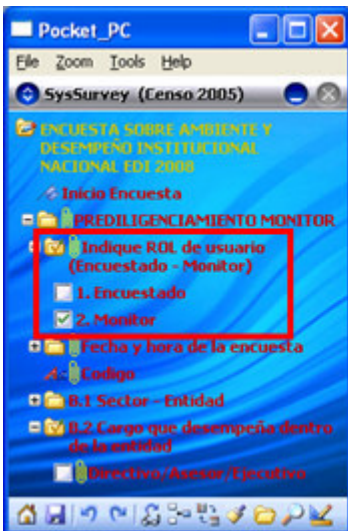 Pocket_PC
File Zoom Tools Help
SysSurvey (Censo 2005)
ENCUESTA SOBRE AMBIENTE Y
DESEMPEÑO INSTITUCIONAL
NACIONAL EDI 2008
Inicio Encuesta
PREDILIGENCIAMIENTO MONITOR
Indique ROL de usuario
(Encuestado - Monitor)
1. Encuestado
2. Monitor
Fecha y hora de la encuesta
Codigo
B.1 Sector - Entidad
B.2 Cargo que desempeña dentro
de la entidad
Directivo/Asesor/Ejecutivo